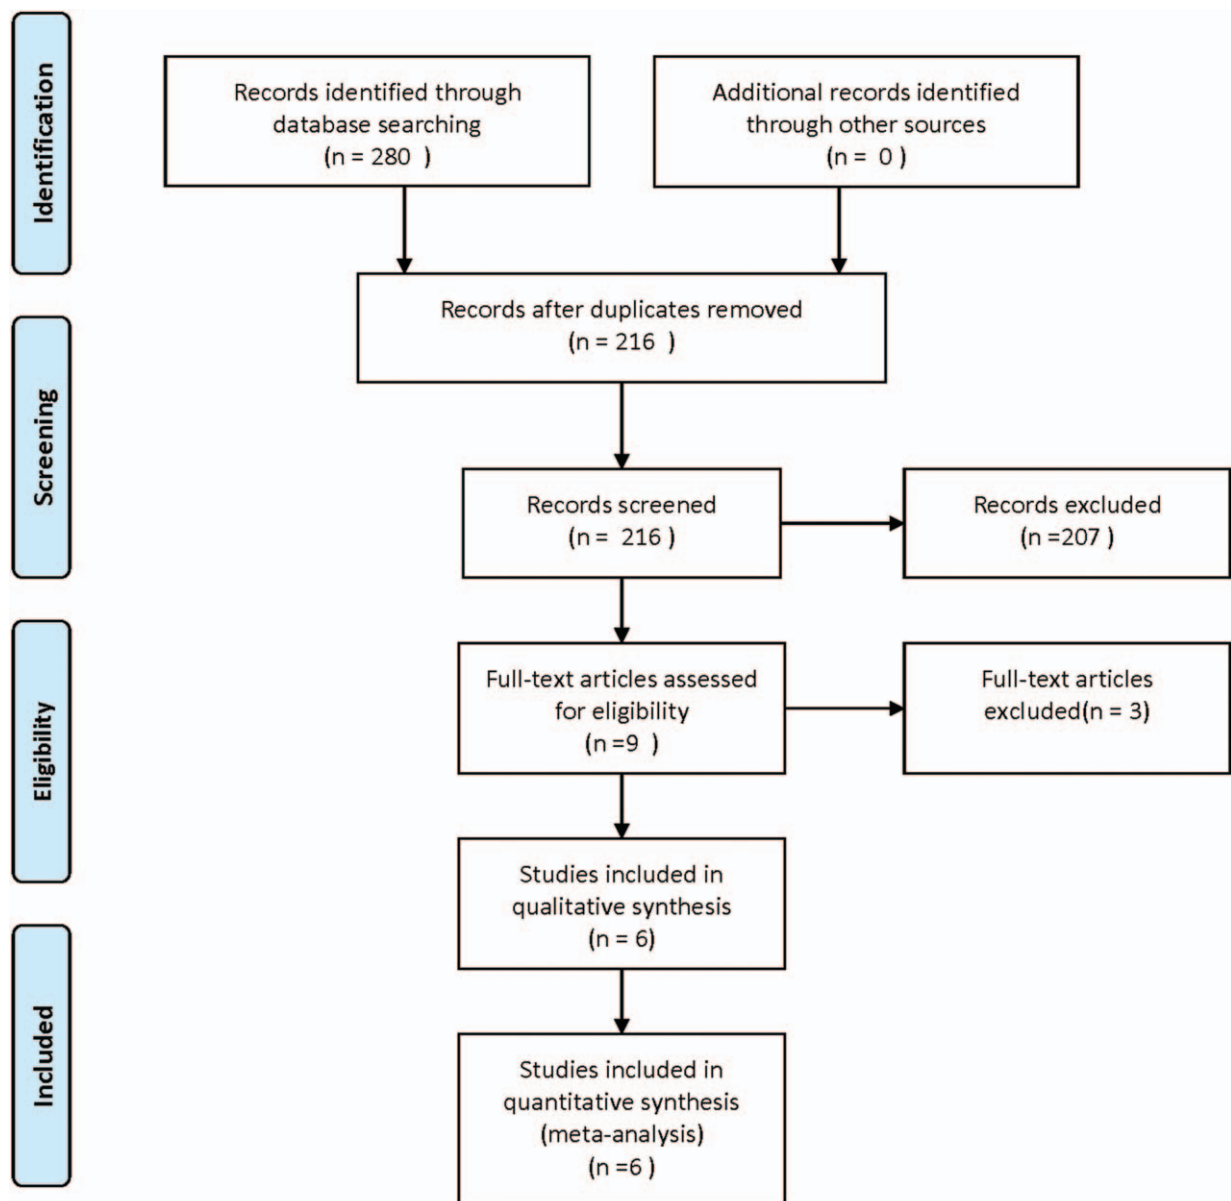 Identification
Records identified through
database searching
(n = 280  )
Additional records identified
through other sources
(n =  0 )
Records after duplicates removed
(n = 216  )
Screening
Records screened
(n =  216 )
Records excluded
(n =207 )
Eligibility
Full-text articles assessed
for eligibility
(n =9  )
Full-text articles
excluded(n = 3)
Studies included in
qualitative synthesis
(n = 6)
Included
Studies included in
quantitative synthesis
(meta-analysis)
(n =6 )